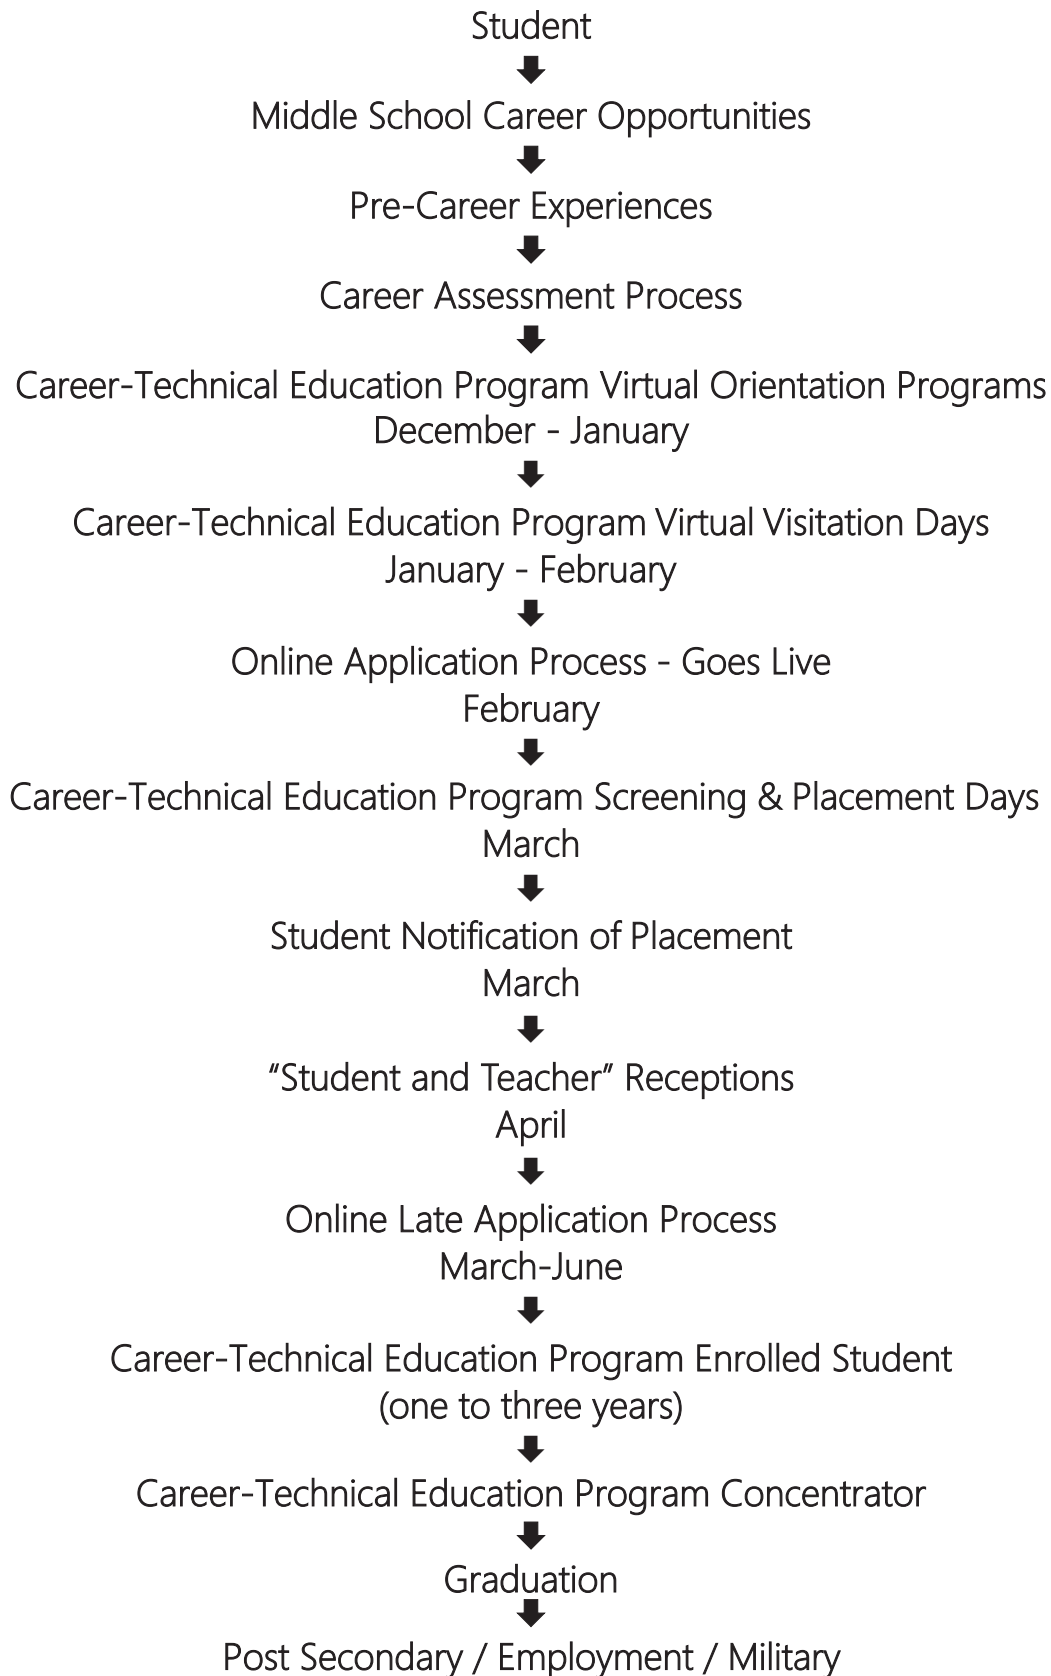 Student
Middle School Career Opportunities
Pre-Career Experiences
Career Assessment Process
Career-Technical Education Program Virtual Orientation Programs
December - January
Career-Technical Education Program Virtual Visitation Days
January - February
Online Application Process - Goes Live
February
Career-Technical Education Program Screening & Placement Days
March
Student Notification of Placement
March
“Student and Teacher” Receptions
April
Online Late Application Process
March-June
Career-Technical Education Program Enrolled Student
(one to three years)
Career-Technical Education Program Concentrator
Graduation
Post Secondary / Employment / Military